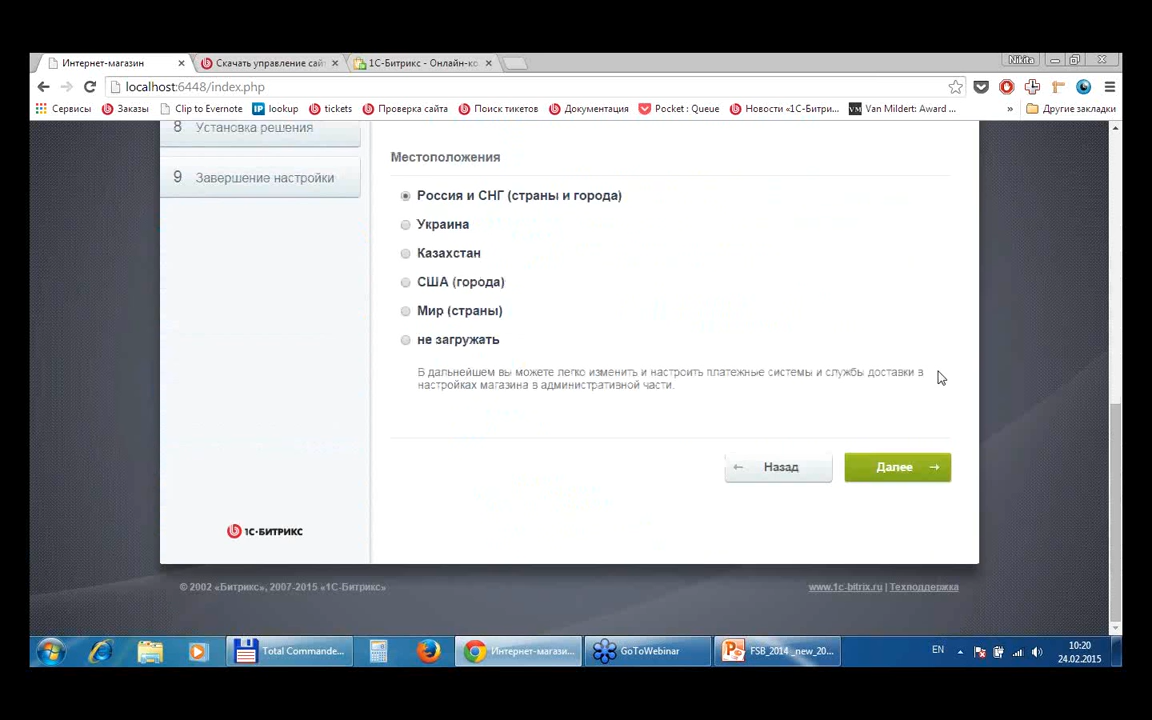 Интернет-магазин
Скачать управление сай
1С-Битрикс - Онлайн-ко
Nikita
localhost:6448/index.php
Сервисы
Заказы
Clip to Evernote
IP lookup
tickets
Проверка сайта
Поиск тикетов
Документация
Pocket : Queue
Новости «1С-Битри...
VM Van Mildert: Award ...
»
Другие закладки
8 Установка решения
9 Завершение настройки
Местоположения
Россия и СНГ (страны и города)
Украина
Казахстан
США (города)
Мир (страны)
не загружать
В дальнейшем вы можете легко изменить и настроить платежные системы и службы доставки в
настройках магазина в административной части.
← Назад
Далее →
1С·БИТРИКС
© 2002 «Битрикс», 2007-2015 «1С-Битрикс»
www.1c-bitrix.ru | Техподдержка
Total Commande...
Интернет-магази...
GoToWebinar
FSB_2014 _new_20...
EN
10:20
24.02.2015